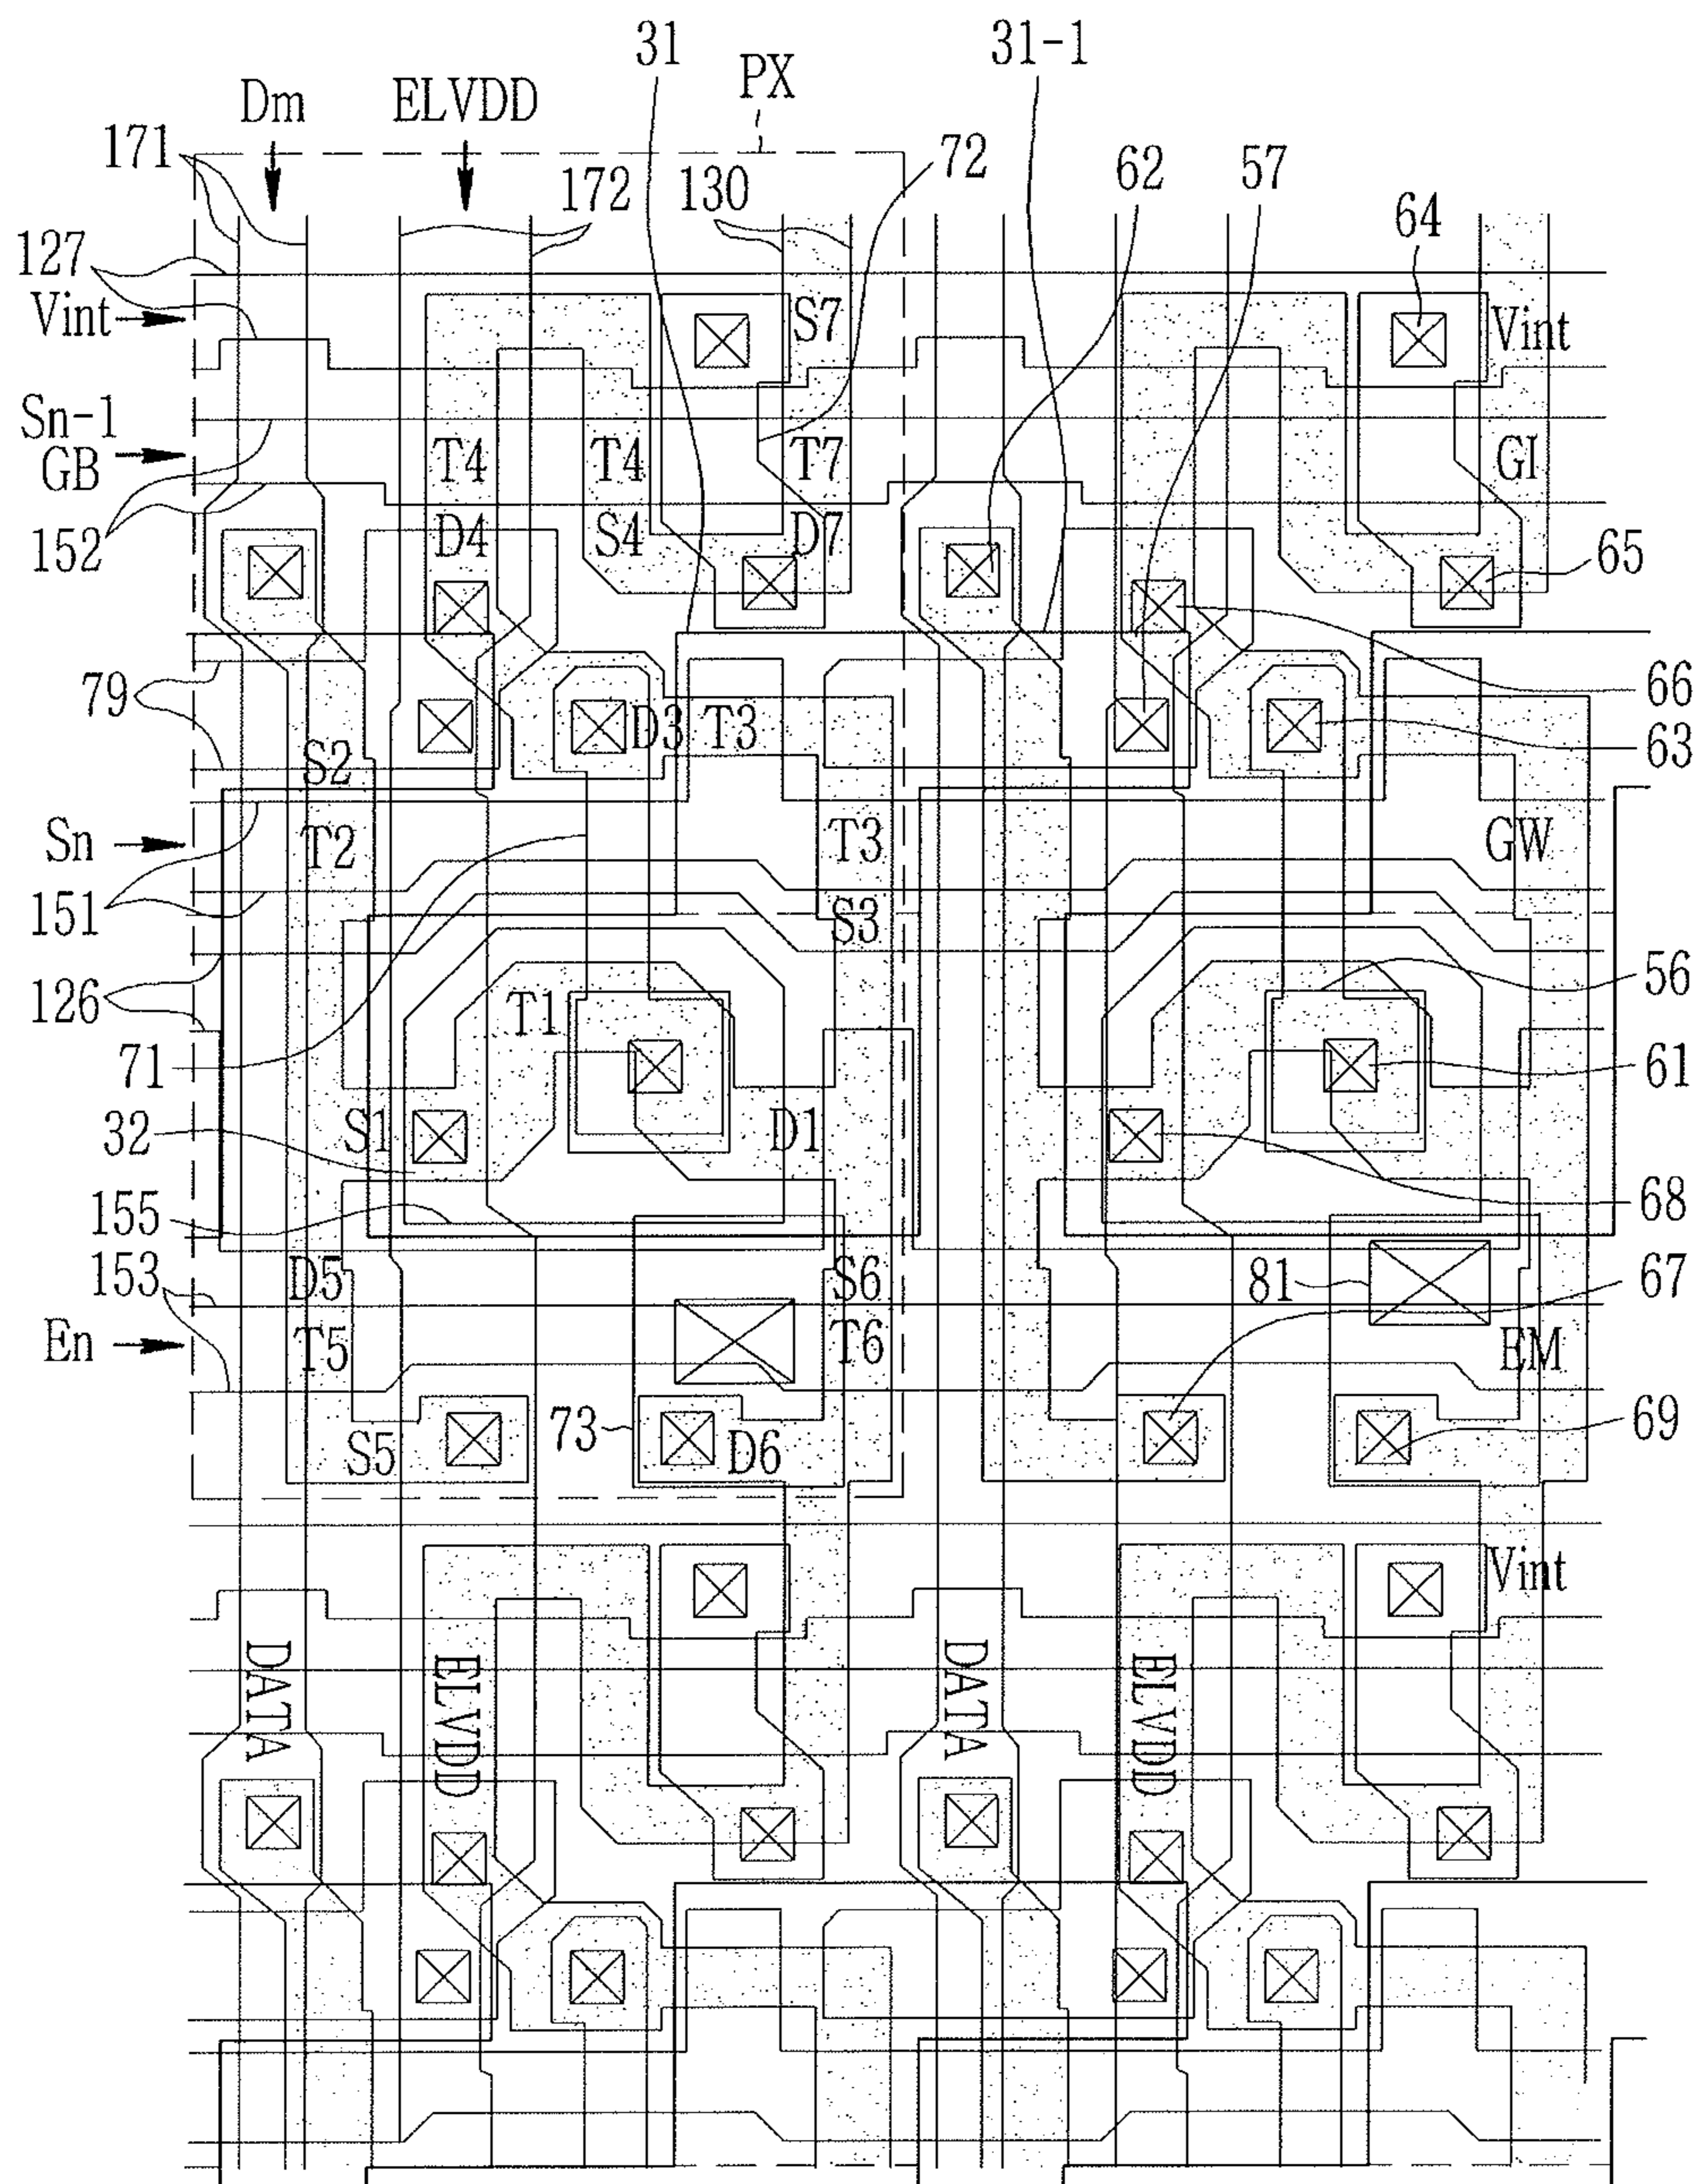 31
31-1
PX
Dm
ELVDD
171
172
130
72
62
57
64
127
Vint
S7
Vint
Sn-1
GB
T4
T4
T7
GI
152
D4
S4
D7
65
66
79
D3
T3
63
S2
Sn
T2
T3
GW
151
S3
126
56
T1
71
61
32
S1
D1
68
155
153
D5
S6
81
67
En
T5
T6
EM
73
S5
D6
69
Vint
DATA
ELVDD
DATA
ELVDD